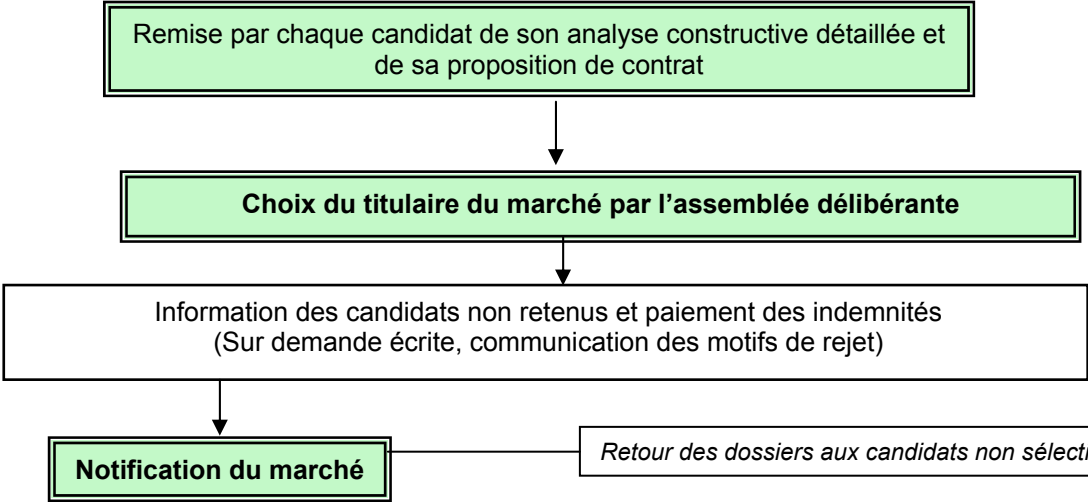 Remise par chaque candidat de son analyse constructive détaillée et
de sa proposition de contrat
Choix du titulaire du marché par l'assemblée délibérante
Information des candidats non retenus et paiement des indemnités
(Sur demande écrite, communication des motifs de rejet)
Notification du marché
Retour des dossiers aux candidats non